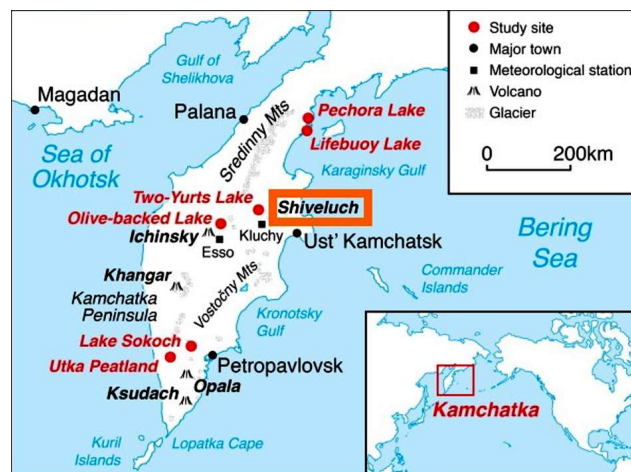 Gulf of
Shelikhova
Magadan
Palana
Sea of
Okhotsk
Sredinny Mts
Pechora Lake
Lifebuoy Lake
Karaginsky Gulf
Two-Yurts Lake
Shiveluch
Olive-backed Lake
Ichinsky
Kluchy
Esso
Ust' Kamchatsk
Bering
Sea
Khangar
Kamchatka
Peninsula
Vostočny Mts
Commander
Islands
Kronotsky
Gulf
Lake Sokoch
Utka Peatland
Petropavlovsk
Opala
Ksudach
Kuril
Islands
Lopatka Cape
Study site
Major town
Meteorological station
Volcano
Glacier
0 200km
Kamchatka